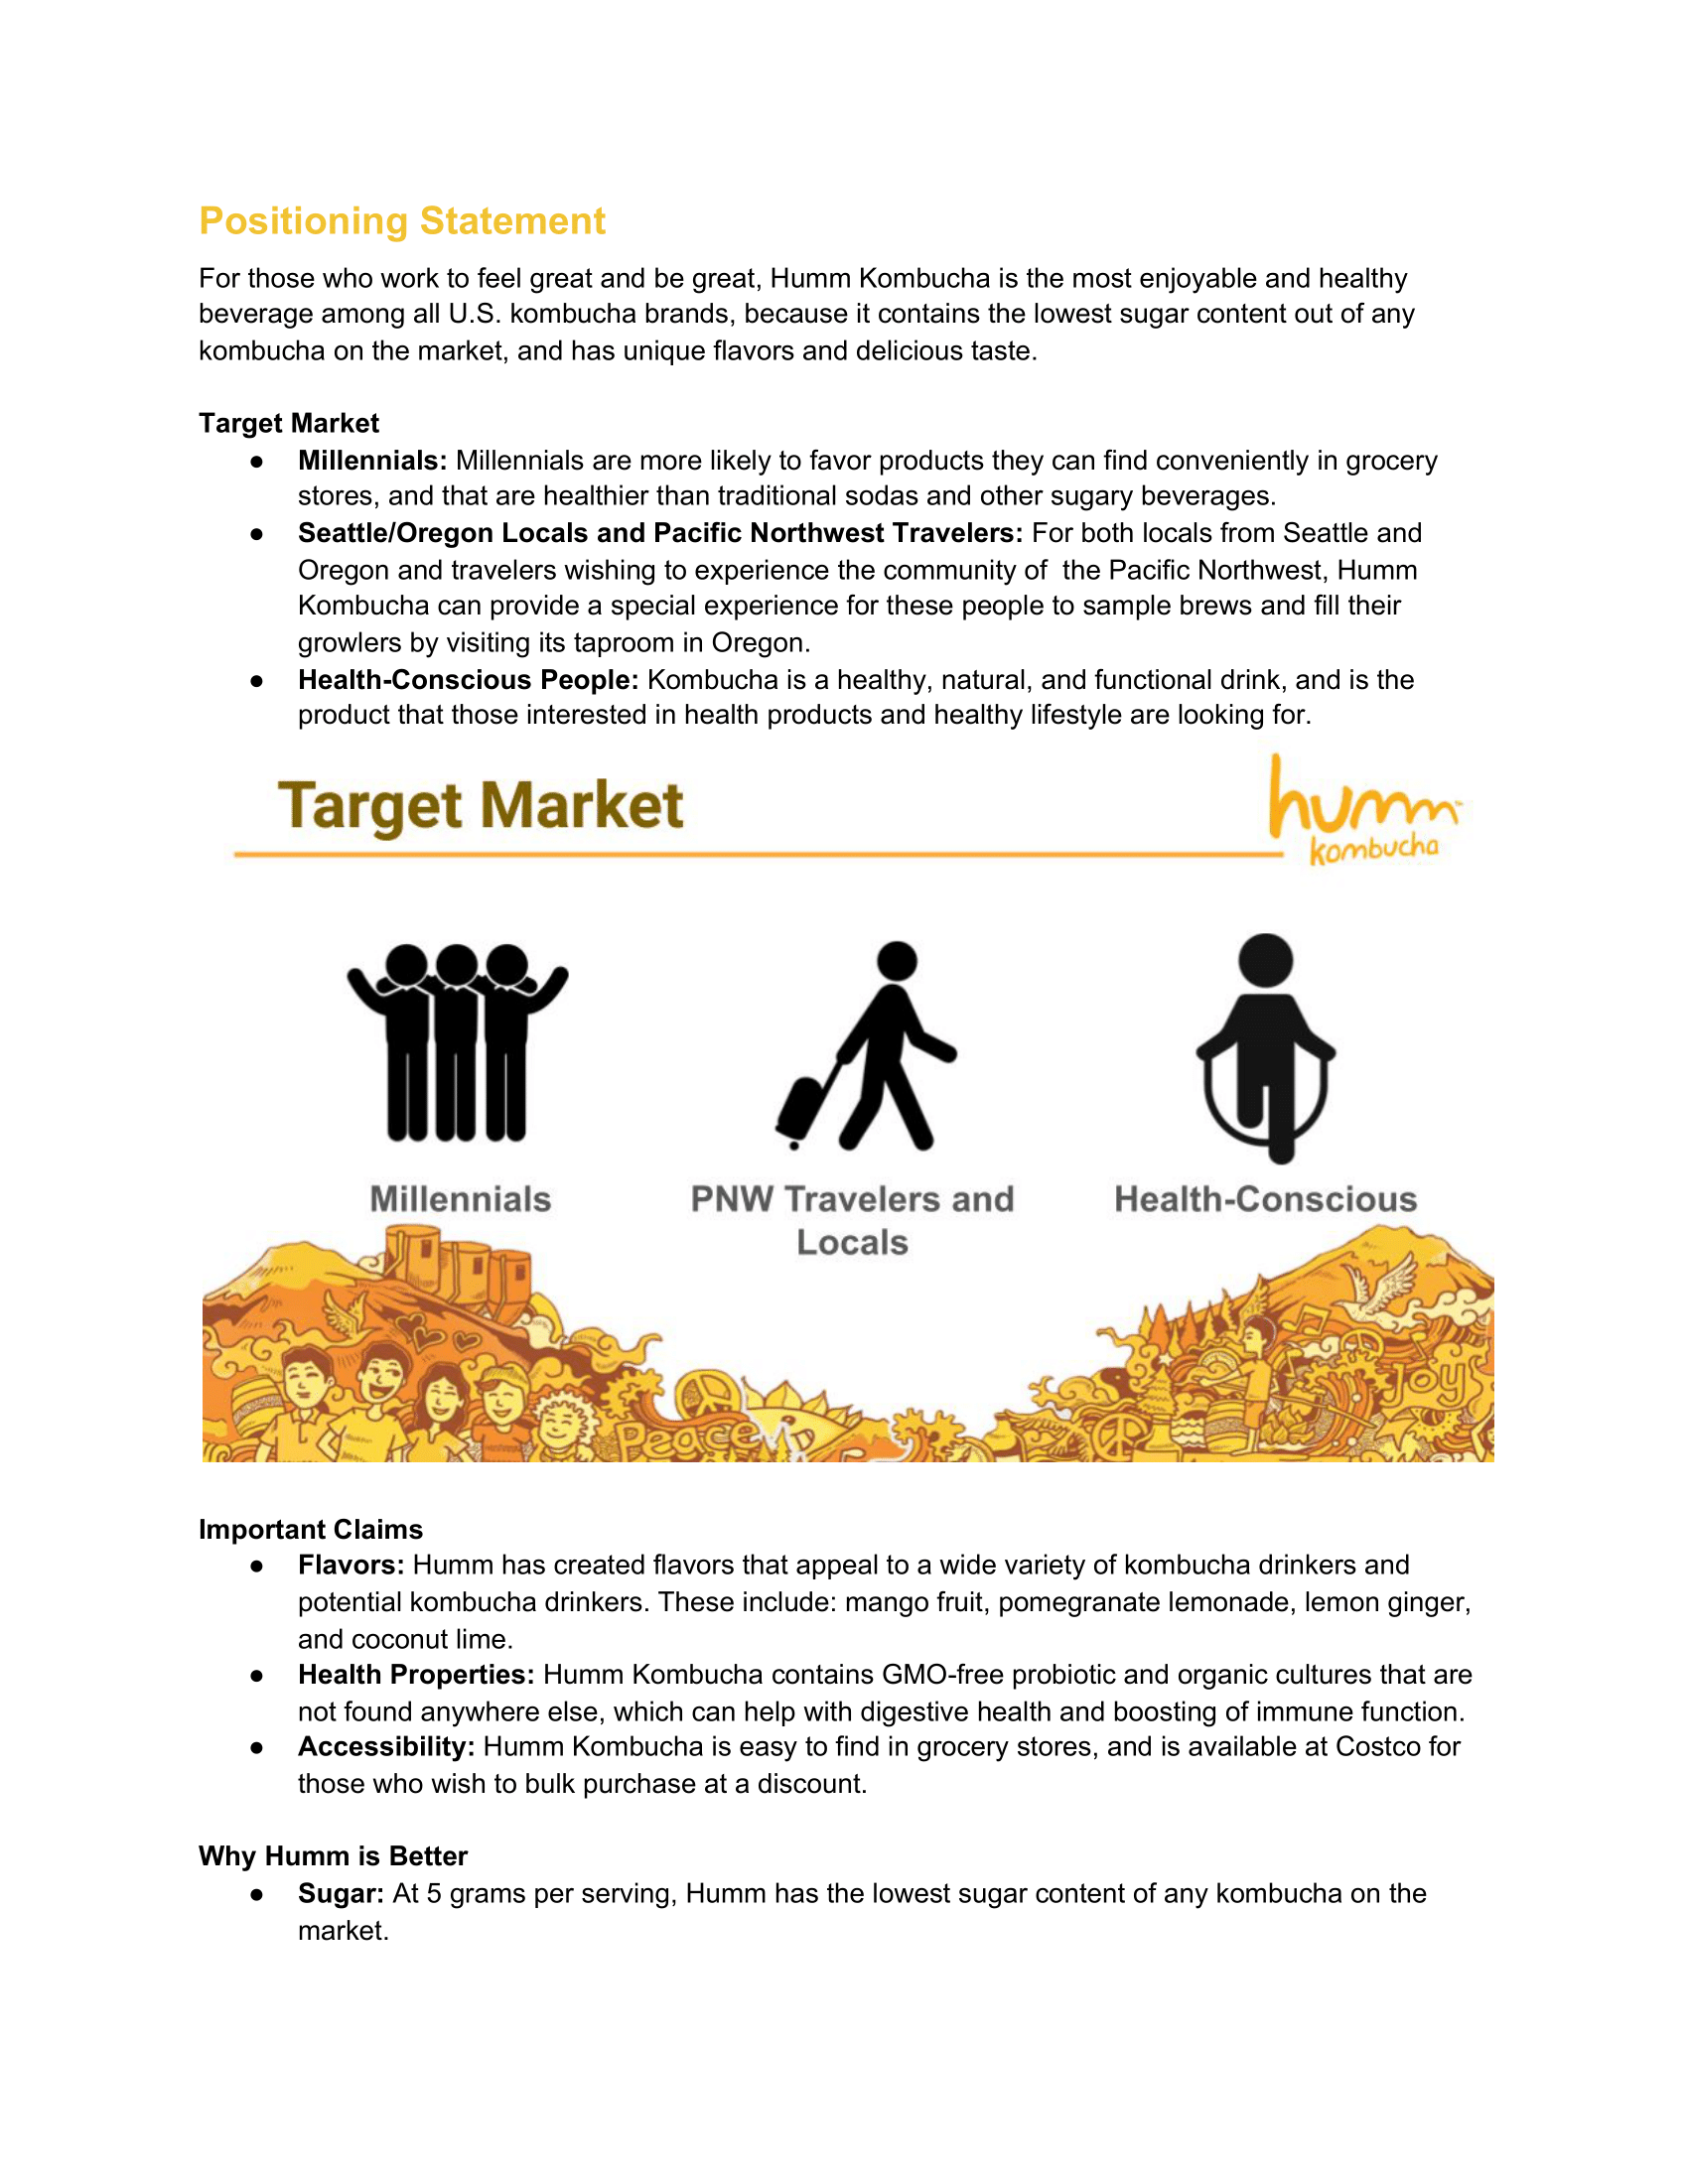 Positioning Statement
For those who work to feel great and be great, Humm Kombucha is the most enjoyable and healthy
beverage among all U.S. kombucha brands, because it contains the lowest sugar content out of any
kombucha on the market, and has unique flavors and delicious taste.
Target Market
● Millennials: Millennials are more likely to favor products they can find conveniently in grocery
stores, and that are healthier than traditional sodas and other sugary beverages.
● Seattle/Oregon Locals and Pacific Northwest Travelers: For both locals from Seattle and
Oregon and travelers wishing to experience the community of  the Pacific Northwest, Humm
Kombucha can provide a special experience for these people to sample brews and fill their
growlers by visiting its taproom in Oregon.
● Health-Conscious People: Kombucha is a healthy, natural, and functional drink, and is the
product that those interested in health products and healthy lifestyle are looking for.
Target Market
humm™
kombucha
Millennials
PNW Travelers and
Locals
Health-Conscious
Peace
Joy
Important Claims
● Flavors: Humm has created flavors that appeal to a wide variety of kombucha drinkers and
potential kombucha drinkers. These include: mango fruit, pomegranate lemonade, lemon ginger,
and coconut lime.
● Health Properties: Humm Kombucha contains GMO-free probiotic and organic cultures that are
not found anywhere else, which can help with digestive health and boosting of immune function.
● Accessibility: Humm Kombucha is easy to find in grocery stores, and is available at Costco for
those who wish to bulk purchase at a discount.
Why Humm is Better
● Sugar: At 5 grams per serving, Humm has the lowest sugar content of any kombucha on the
market.